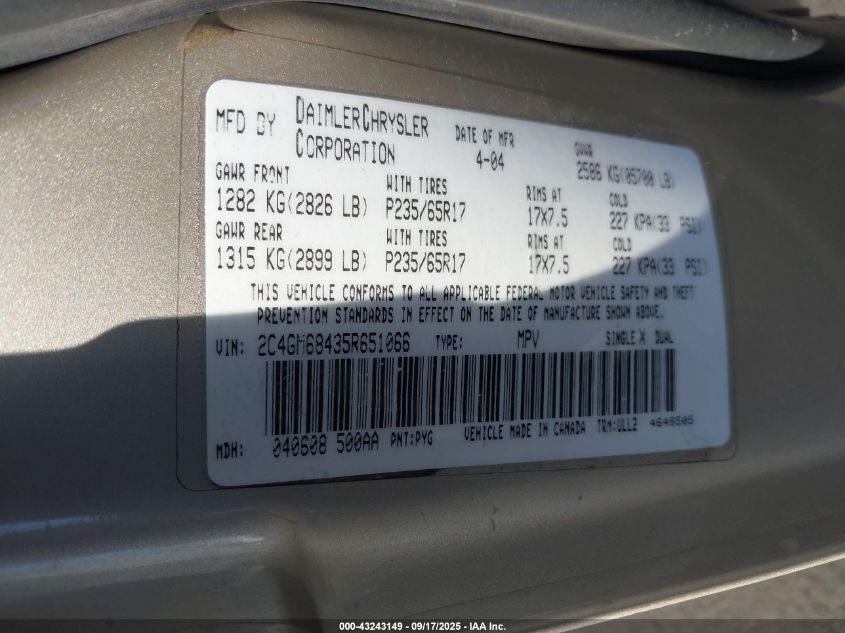 MFD BY DAIMLERCHRYSLER CORPORATION DATE OF MFR 4-04 GVWR 2586 KG(05700 LB)
GAWR FRONT WITH TIRES RIMS AT COLD
1282 KG(2826 LB) P235/65R17 17X7.5 227 KPA(33 PSI)
GAWR REAR WITH TIRES RIMS AT COLD
1315 KG(2899 LB) P235/65R17 17X7.5 227 KPA(33 PSI)
THIS VEHICLE CONFORMS TO ALL APPLICABLE FEDERAL MOTOR VEHICLE SAFETY AND THEFT
PREVENTION STANDARDS IN EFFECT ON THE DATE OF MANUFACTURE SHOWN ABOVE.
VIN: 2C4GM68435R651066 TYPE: MPV SINGLE X DUAL
MDH: 040608 500AA PNT:PYG VEHICLE MADE IN CANADA TRM:ULL2 4648505
000-43243149 - 09/17/2025 - IAA Inc.